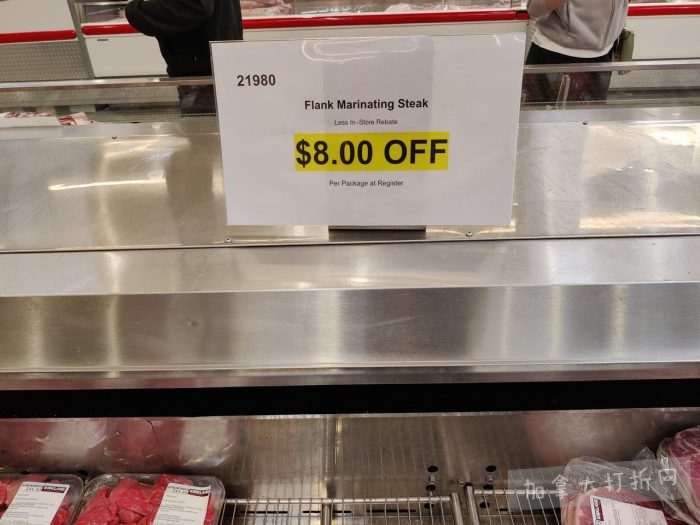 21980
Flank Marinating Steak
Less In-Store Rebate
$8.00 OFF
Per Package at Register
加拿大打折网